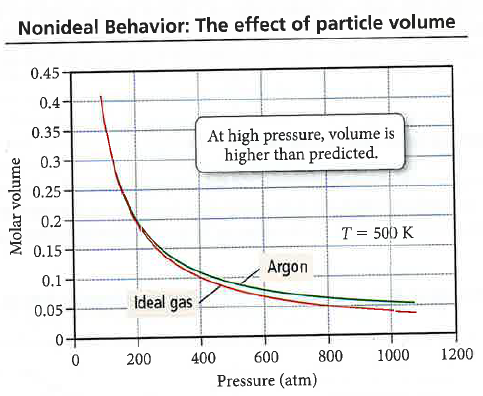 Nonideal Behavior: The effect of particle volume
0.45
0.4
0.35
0.3
0.25
0.2
0.15
0.1
0.05
0
Molar volume
At high pressure, volume is
higher than predicted.
T = 500 K
Argon
Ideal gas
0
200
400
600
800
1000
1200
Pressure (atm)